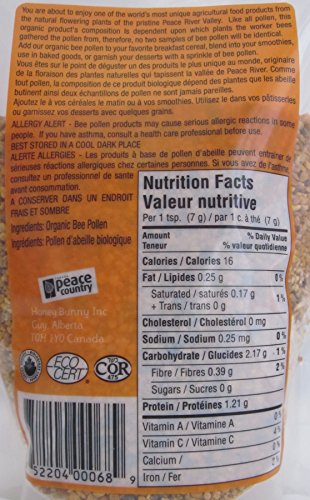 You are about to enjoy one of world's most unique agricultural food products from
the flowering plants of the pristine Peace River Valley. Like all pollen, this
organic product's composition is dependent upon which plants the worker bees
gathered the pollen from, therefore, no two samples of bee pollen will be identical.
Add our organic bee pollen to your favorite breakfast cereal, blend into your smoothies,
use in baked goods, or garnish your desserts with a sprinkle of bee pollen.
Vous êtes sur le point de déguster un des produits le plus unique au monde, originaire
de la floraison des plantes naturelles qui tapissent la vallée de Peace River. Comme
tout pollen, la composition de ce produit biologique dépend des plantes que les abeilles
butinent ainsi deux échantillons de pollen ne sont jamais pareilles.
Ajoutez le à vos céréales le matin ou à vos smoothies. Utilisez le dans vos pâtisseries
ou garnissez vos desserts avec quelques grains.
ALLERGY ALERT - Bee pollen products may cause serious allergic reactions in some
people. If you have asthma, consult a health care professional before use.
BEST STORED IN A COOL DARK PLACE
ALERTE ALLERGIES - Les produits à base de pollen d'abeille peuvent entraîner de
sérieuses réactions allergiques chez certaines personnes. Si vous avez de l'asthme
consultez un professionnel de santé
avant consommation.
A CONSERVER DANS UN ENDROIT
FRAIS ET SOMBRE
Ingredients: Organic Bee Pollen
Ingrédients: Pollen d'abeille biologique
peace
country
Honey Bunny Inc
Guy, Alberta
T0H 1Y0 Canada
ECO
CERT
COR
475
52204 00068 9
Nutrition Facts
Valeur nutritive
Per 1 tsp. (7 g) / par 1 c. à thé (7 g)
Amount % Daily Value
Teneur % valeur quotidienne
Calories / Calories 16
Fat / Lipides 0.25 g 0%
Saturated / saturés 0.17 g 1%
+ Trans / trans 0 g
Cholesterol / Cholestérol 0 mg
Sodium / Sodium 0.25 mg 0%
Carbohydrate / Glucides 2.17 g 1%
Fibre / Fibres 0.39 g 2%
Sugars / Sucres 0 g
Protein / Protéines 1.21 g
Vitamin A / Vitamine A 0%
Vitamin C / Vitamine C
Calcium /
Iron / Fer